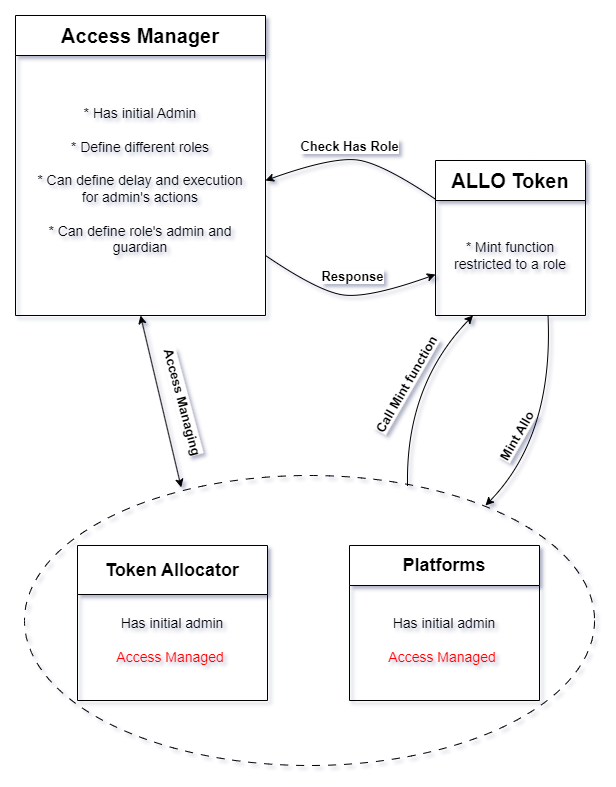 Access Manager
* Has initial Admin
* Define different roles
* Can define delay and execution
for admin's actions
* Can define role's admin and
guardian
Check Has Role
ALLO Token
* Mint function
restricted to a role
Response
Access Managing
Call Mint function
Mint Allo
Token Allocator
Has initial admin
Access Managed
Platforms
Has initial admin
Access Managed